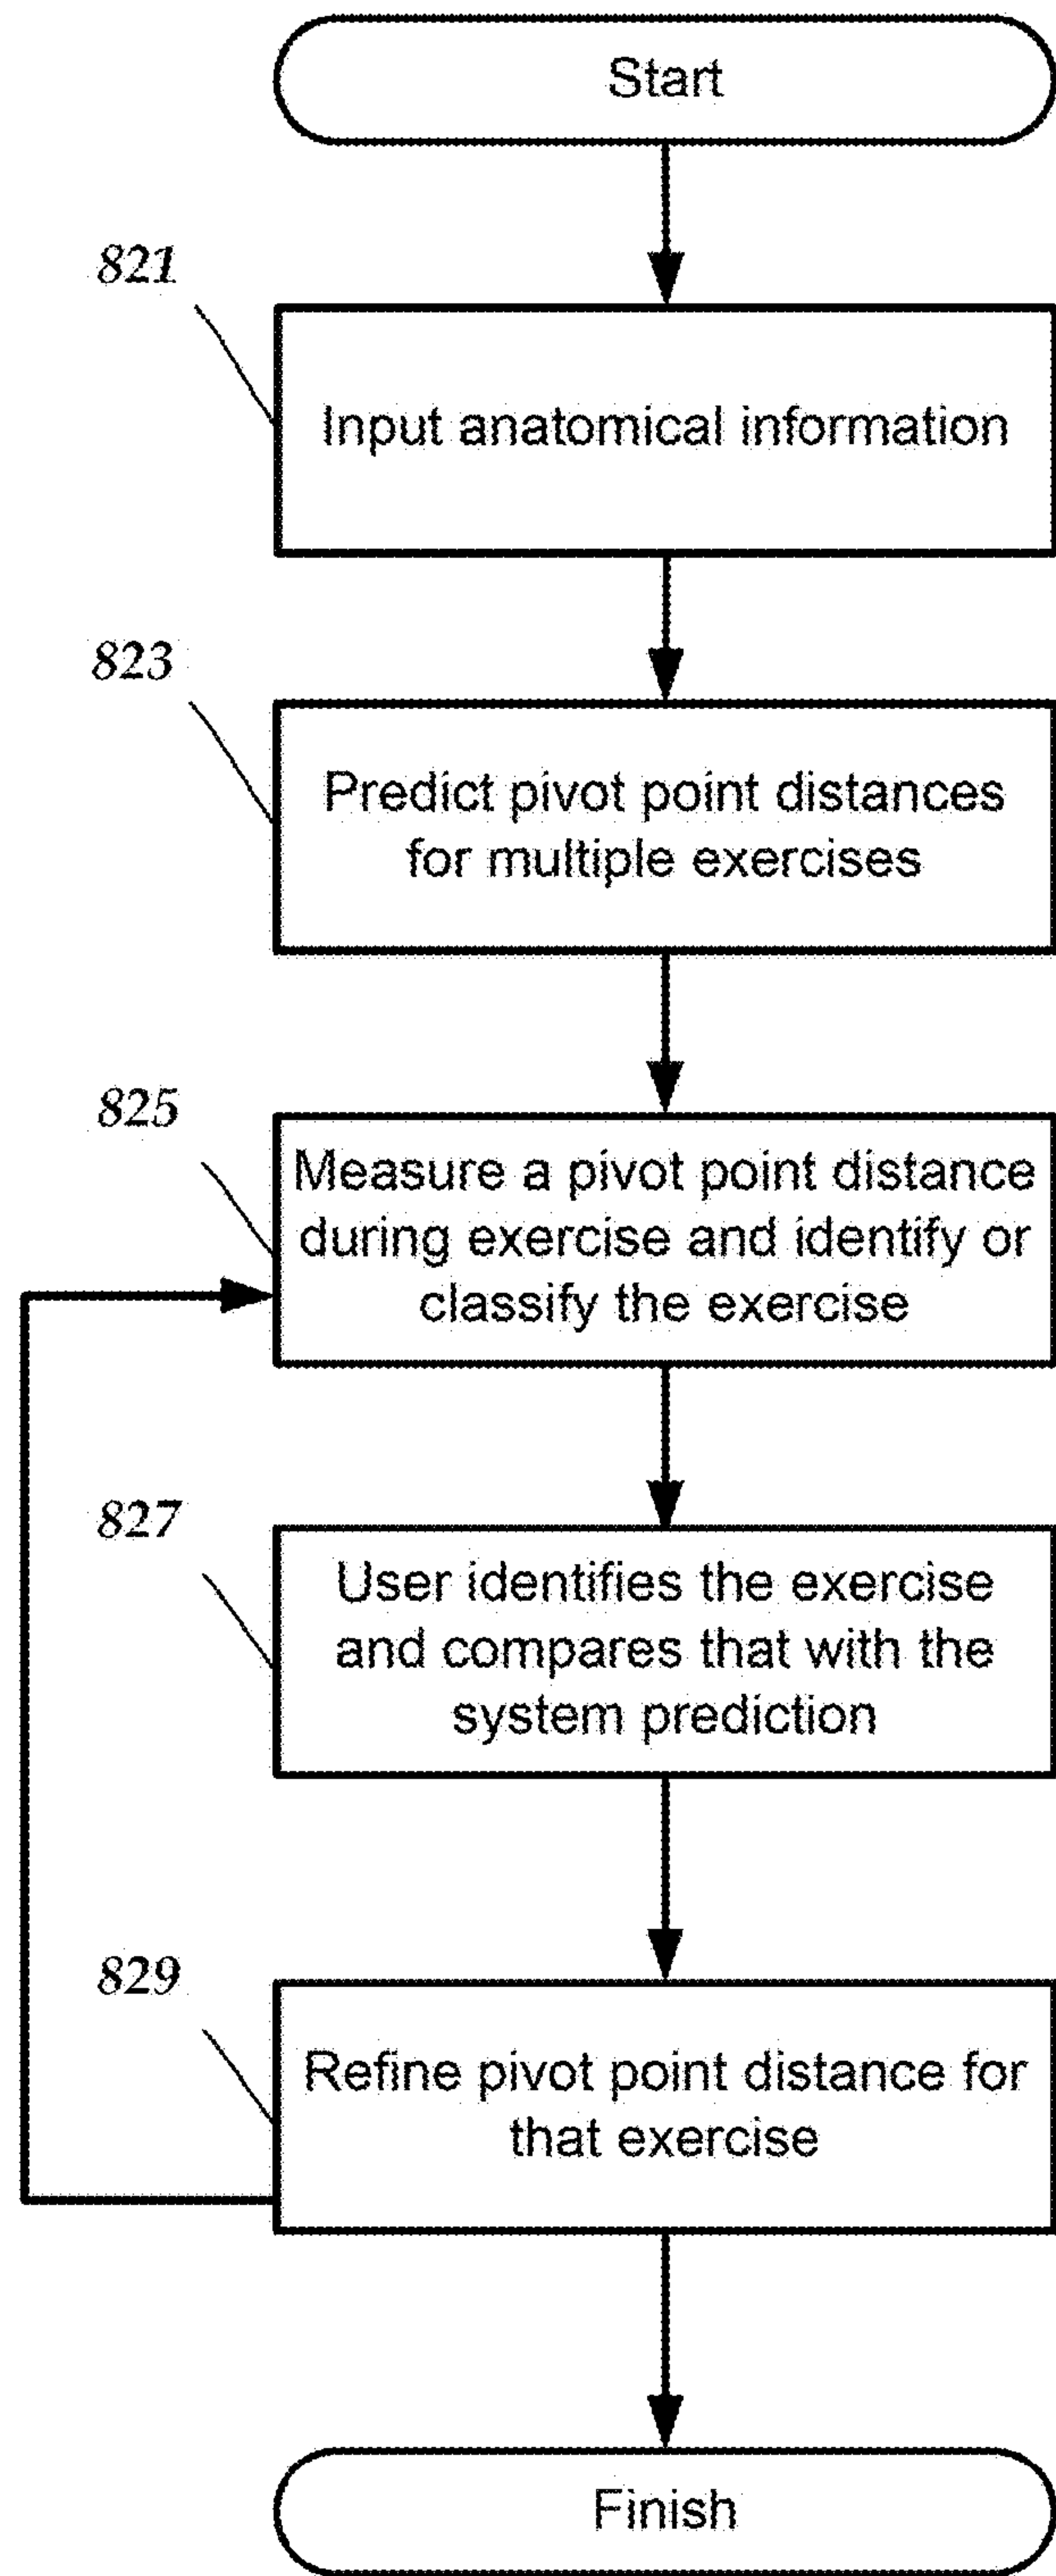 Start
821
Input anatomical information
823
Predict pivot point distances
for multiple exercises
825
Measure a pivot point distance
during exercise and identify or
classify the exercise
827
User identifies the exercise
and compares that with the
system prediction
829
Refine pivot point distance for
that exercise
Finish